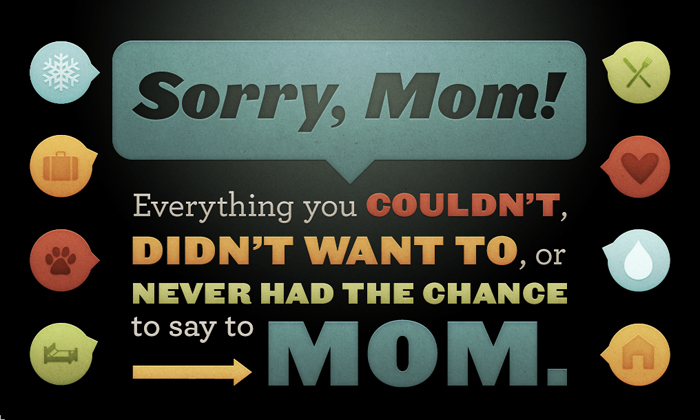 Sorry, Mom!
Everything you COULDN'T,
DIDN'T WANT TO, or
NEVER HAD THE CHANCE
to say to
MOM.